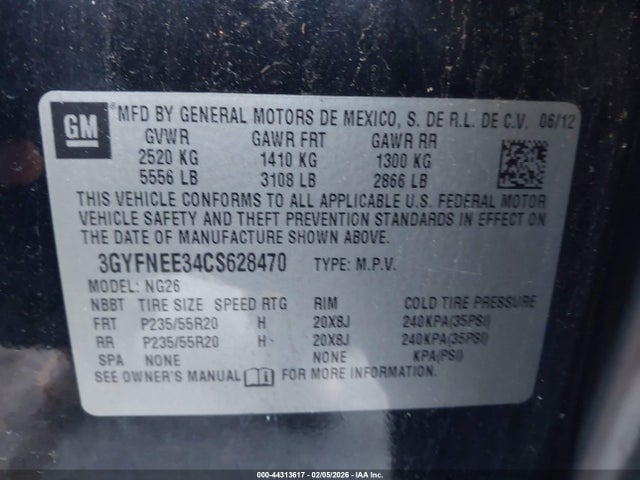 GM ®MFD BY GENERAL MOTORS DE MEXICO, S. DE R.L. DE C.V. 06/12
GVWR GAWR FRT GAWR RR
2520 KG 1410 KG 1300 KG
5556 LB 3108 LB 2866 LB
THIS VEHICLE CONFORMS TO ALL APPLICABLE U.S. FEDERAL MOTOR
VEHICLE SAFETY AND THEFT PREVENTION STANDARDS IN EFFECT ON
THE DATE OF MANUFACTURE SHOWN ABOVE.
3GYFNEE34CS628470 TYPE: M.P.V.
MODEL: NG26
NBBT TIRE SIZE SPEED RTG RIM COLD TIRE PRESSURE
FRT P235/55R20 H 20X8J 240KPA(35PSI)
RR P235/55R20 H 20X8J 240KPA(35PSI)
SPA NONE NONE KPA(PSI)
SEE OWNER'S MANUAL FOR MORE INFORMATION.
000-44313617 - 02/05/2026 - IAA Inc.